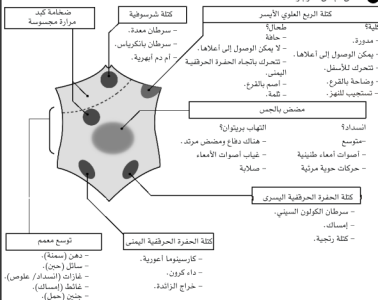 ضخامة كبد
مرارة مجسوسة
كتلة شرسوفية
– سرطان معدة.
– سرطان بانكرياس.
– أم دم أبهرية.
كتلة الربع العلوي الأيسر
طحال؟
– حافة
– لا يمكن الوصول إلى أعلاها.
– تتحرك باتجاه الحفرة الحرقفية اليمنى.
– أصم بالقرع.
– ثلمة.
كلية؟
– مدورة.
– يمكن الوصول إلى أعلاها.
– تتحرك للأسفل.
– وضاحة بالقرع.
– تستجيب للنهز.
مضض بالجس
انسداد؟
–متوسع
– أصوات أمعاء طنينية
– حركات حوية مرئية
التهاب بريتوان؟
– هناك دفاع ومضض مرتد.
– غياب أصوات الأمعاء
– صلابة
كتلة الحفرة الحرقفية اليسرى
– سرطان الكولون السيني.
– إمساك.
– كتلة رتجية.
كتلة الحفرة الحرقفية اليمنى
– كارسينوما أعورية.
– داء كرون.
– خراج الزائدة.
توسع معمم
– دهن (سمنة).
– سائل (حبن).
– غازات (انسداد/ علوص).
– غائط (إمساك).
– جنين (حمل).